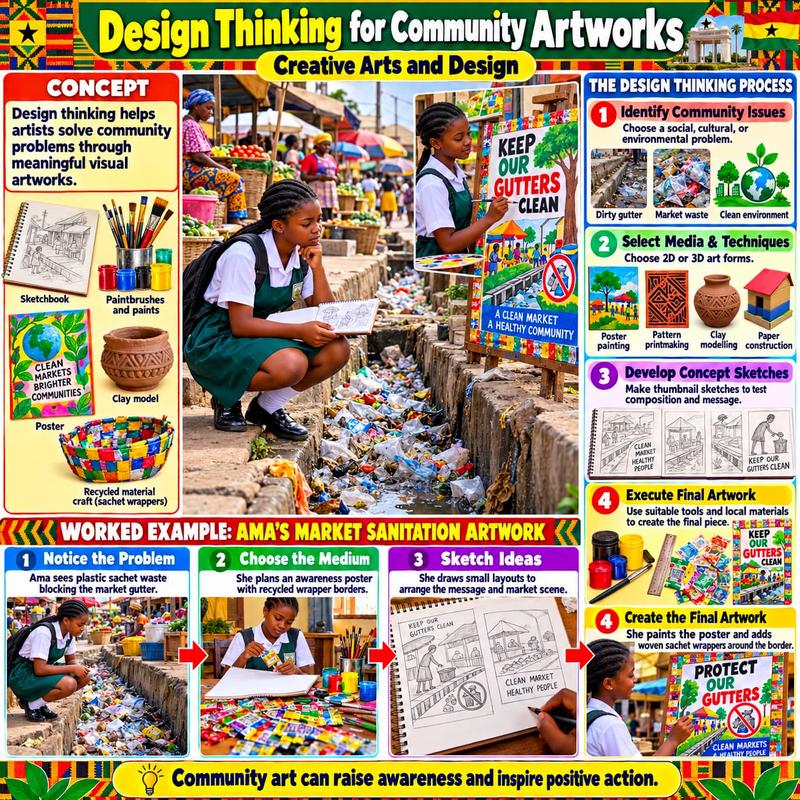 Design Thinking for Community Artworks
Creative Arts and Design
CONCEPT
Design thinking helps
artists solve community
problems through
meaningful visual
artworks.
Sketchbook
Paintbrushes
and paints
CLEAN
MARKETS
BRIGHTER
COMMUNITIES
Poster
Clay model
Recycled material
craft (sachet wrappers)
KEEP
OUR
GUTTERS
CLEAN
A CLEAN MARKET
A HEALTHY COMMUNITY
THE DESIGN THINKING PROCESS
1 Identify Community Issues
Choose a social, cultural, or
environmental problem.
Dirty gutter
Market waste
Clean environment
2 Select Media & Techniques
Choose 2D or 3D art forms.
Poster
painting
Pattern
printmaking
Clay
modelling
Paper
construction
3 Develop Concept Sketches
Make thumbnail sketches to test
composition and message.
CLEAN
MARKET
HEALTHY
PEOPLE
KEEP OUR
GUTTERS CLEAN
4 Execute Final Artwork
Use suitable tools and local materials
to create the final piece.
KEEP
OUR
GUTTERS
CLEAN
WORKED EXAMPLE: AMA'S MARKET SANITATION ARTWORK
1 Notice the Problem
Ama sees plastic sachet waste
blocking the market gutter.
2 Choose the Medium
She plans an awareness poster
with recycled wrapper borders.
3 Sketch Ideas
She draws small layouts to
arrange the message and market scene.
KEEP OUR
GUTTERS CLEAN
CLEAN MARKET
HEALTHY PEOPLE
4 Create the Final Artwork
She paints the poster and adds
woven sachet wrappers around the border.
PROTECT
OUR
GUTTERS
CLEAN MARKETS
Community art can raise awareness and inspire positive action.